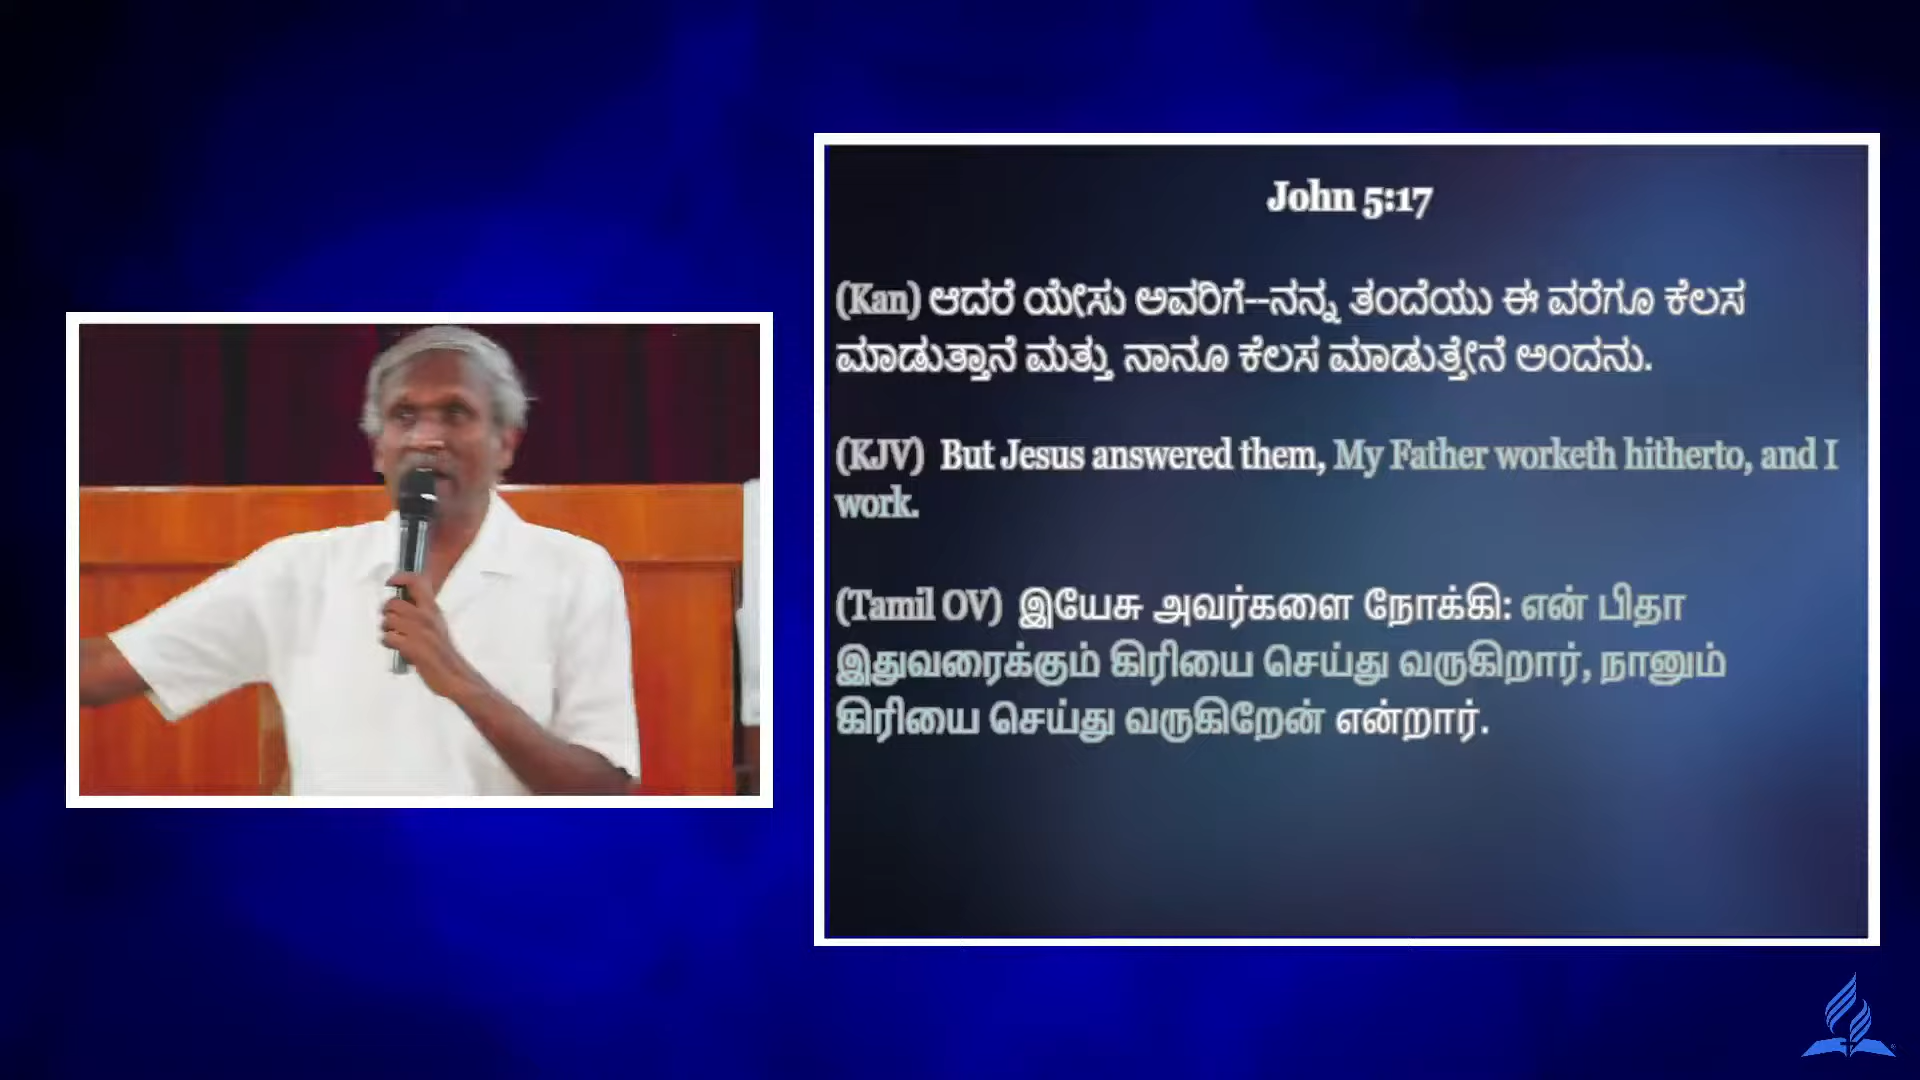 John 5:17
(Kan) ಆದರೆ ಯೇಸು ಅವರಿಗೆ--ನನ್ನ ತಂದೆಯು ಈ ವರೆಗೂ ಕೆಲಸ
ಮಾಡುತ್ತಾನೆ ಮತ್ತು ನಾನೂ ಕೆಲಸ ಮಾಡುತ್ತೇನೆ ಅಂದನು.
(KJV) But Jesus answered them, My Father worketh hitherto, and I
work.
(Tamil OV) இயேசு அவர்களை நோக்கி: என் பிதா
இதுவரைக்கும் கிரியை செய்து வருகிறார், நானும்
கிரியை செய்து வருகிறேன் என்றார்.